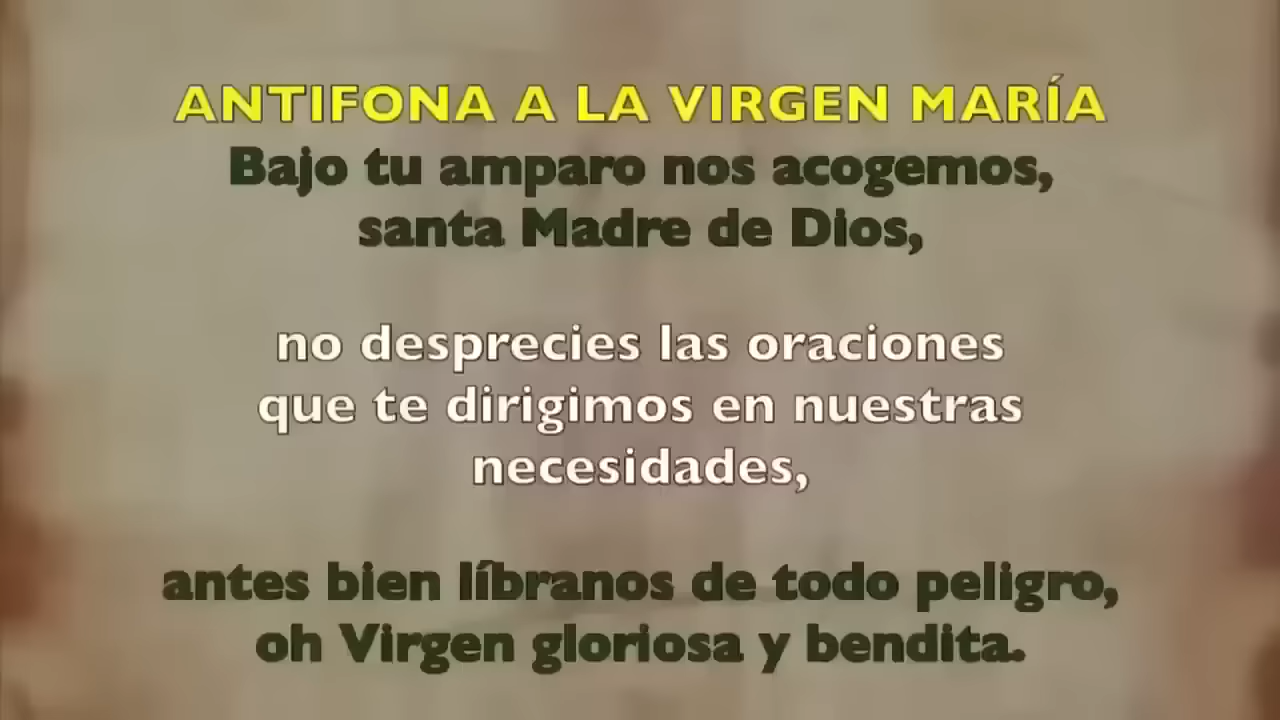 ANTIFONA A LA VIRGEN MARÍA
Bajo tu amparo nos acogemos,
santa Madre de Dios,
no desprecies las oraciones
que te dirigimos en nuestras
necesidades,
antes bien líbranos de todo peligro,
oh Virgen gloriosa y bendita.